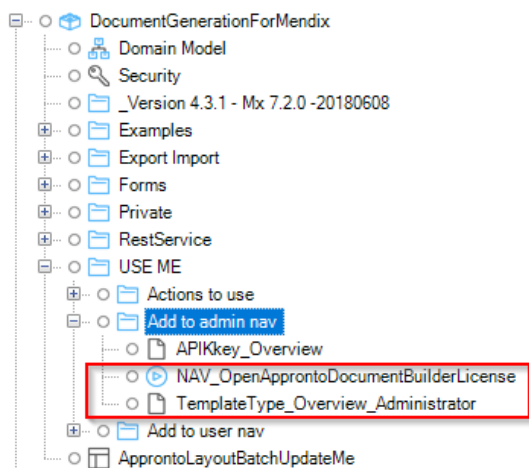 DocumentGenerationForMendix
Domain Model
Security
_Version 4.3.1 - Mx 7.2.0 -20180608
Examples
Export Import
Forms
Private
RestService
USE ME
Actions to use
Add to admin nav
APIKkey_Overview
NAV_OpenApprontoDocumentBuilderLicense
TemplateType_Overview_Administrator
Add to user nav
ApprontoLayoutBatchUpdateMe